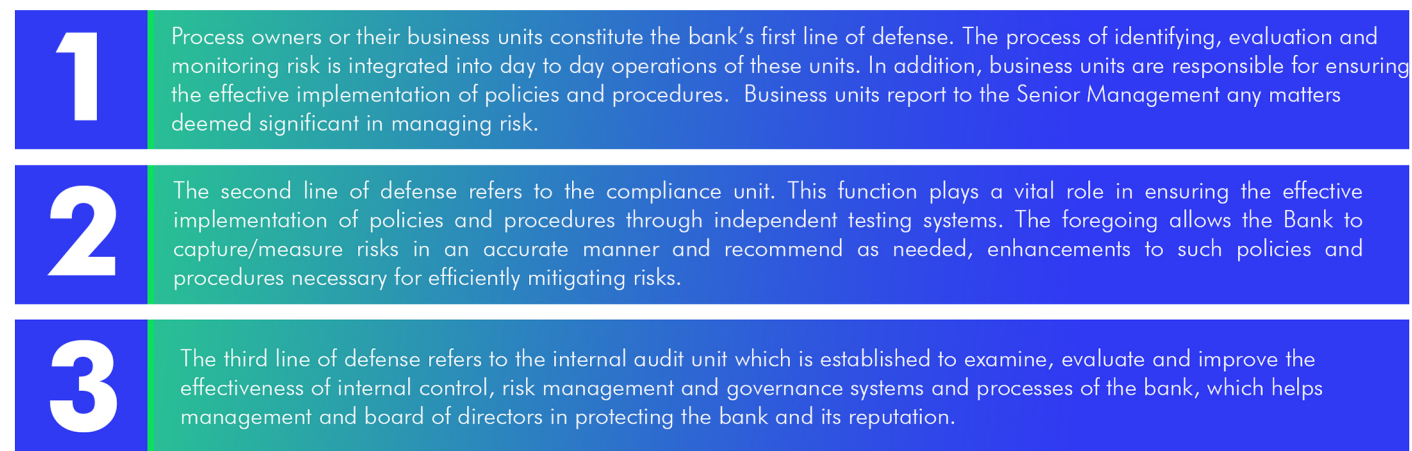 1
Process owners or their business units constitute the bank's first line of defense. The process of identifying, evaluation and
monitoring risk is integrated into day to day operations of these units. In addition, business units are responsible for ensuring
the effective implementation of policies and procedures.  Business units report to the Senior Management any matters
deemed significant in managing risk.
2
The second line of defense refers to the compliance unit. This function plays a vital role in ensuring the effective
implementation of policies and procedures through independent testing systems. The foregoing allows the Bank to
capture/measure risks in an accurate manner and recommend as needed, enhancements to such policies and
procedures necessary for efficiently mitigating risks.
3
The third line of defense refers to the internal audit unit which is established to examine, evaluate and improve the
effectiveness of internal control, risk management and governance systems and processes of the bank, which helps
management and board of directors in protecting the bank and its reputation.